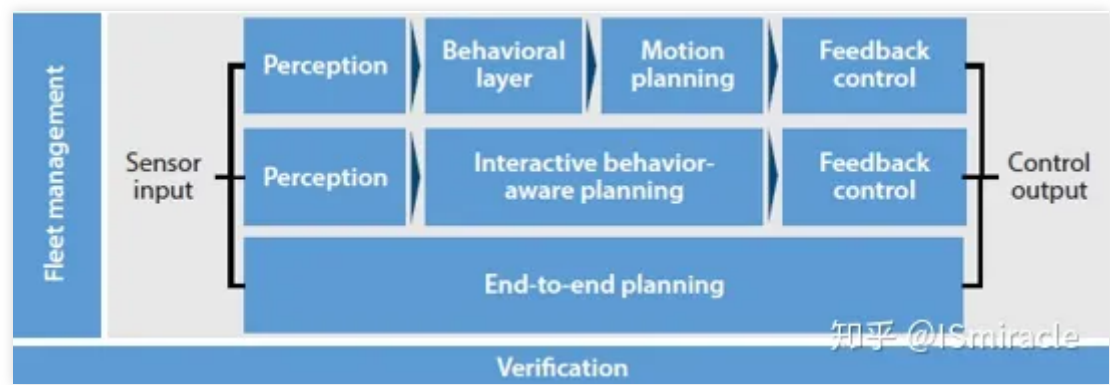 Fleet management
Sensor
input
Perception
Behavioral
layer
Motion
planning
Feedback
control
Perception
Interactive behavior-
aware planning
Feedback
control
End-to-end planning
Control
output
知乎 @ISmiracle
Verification